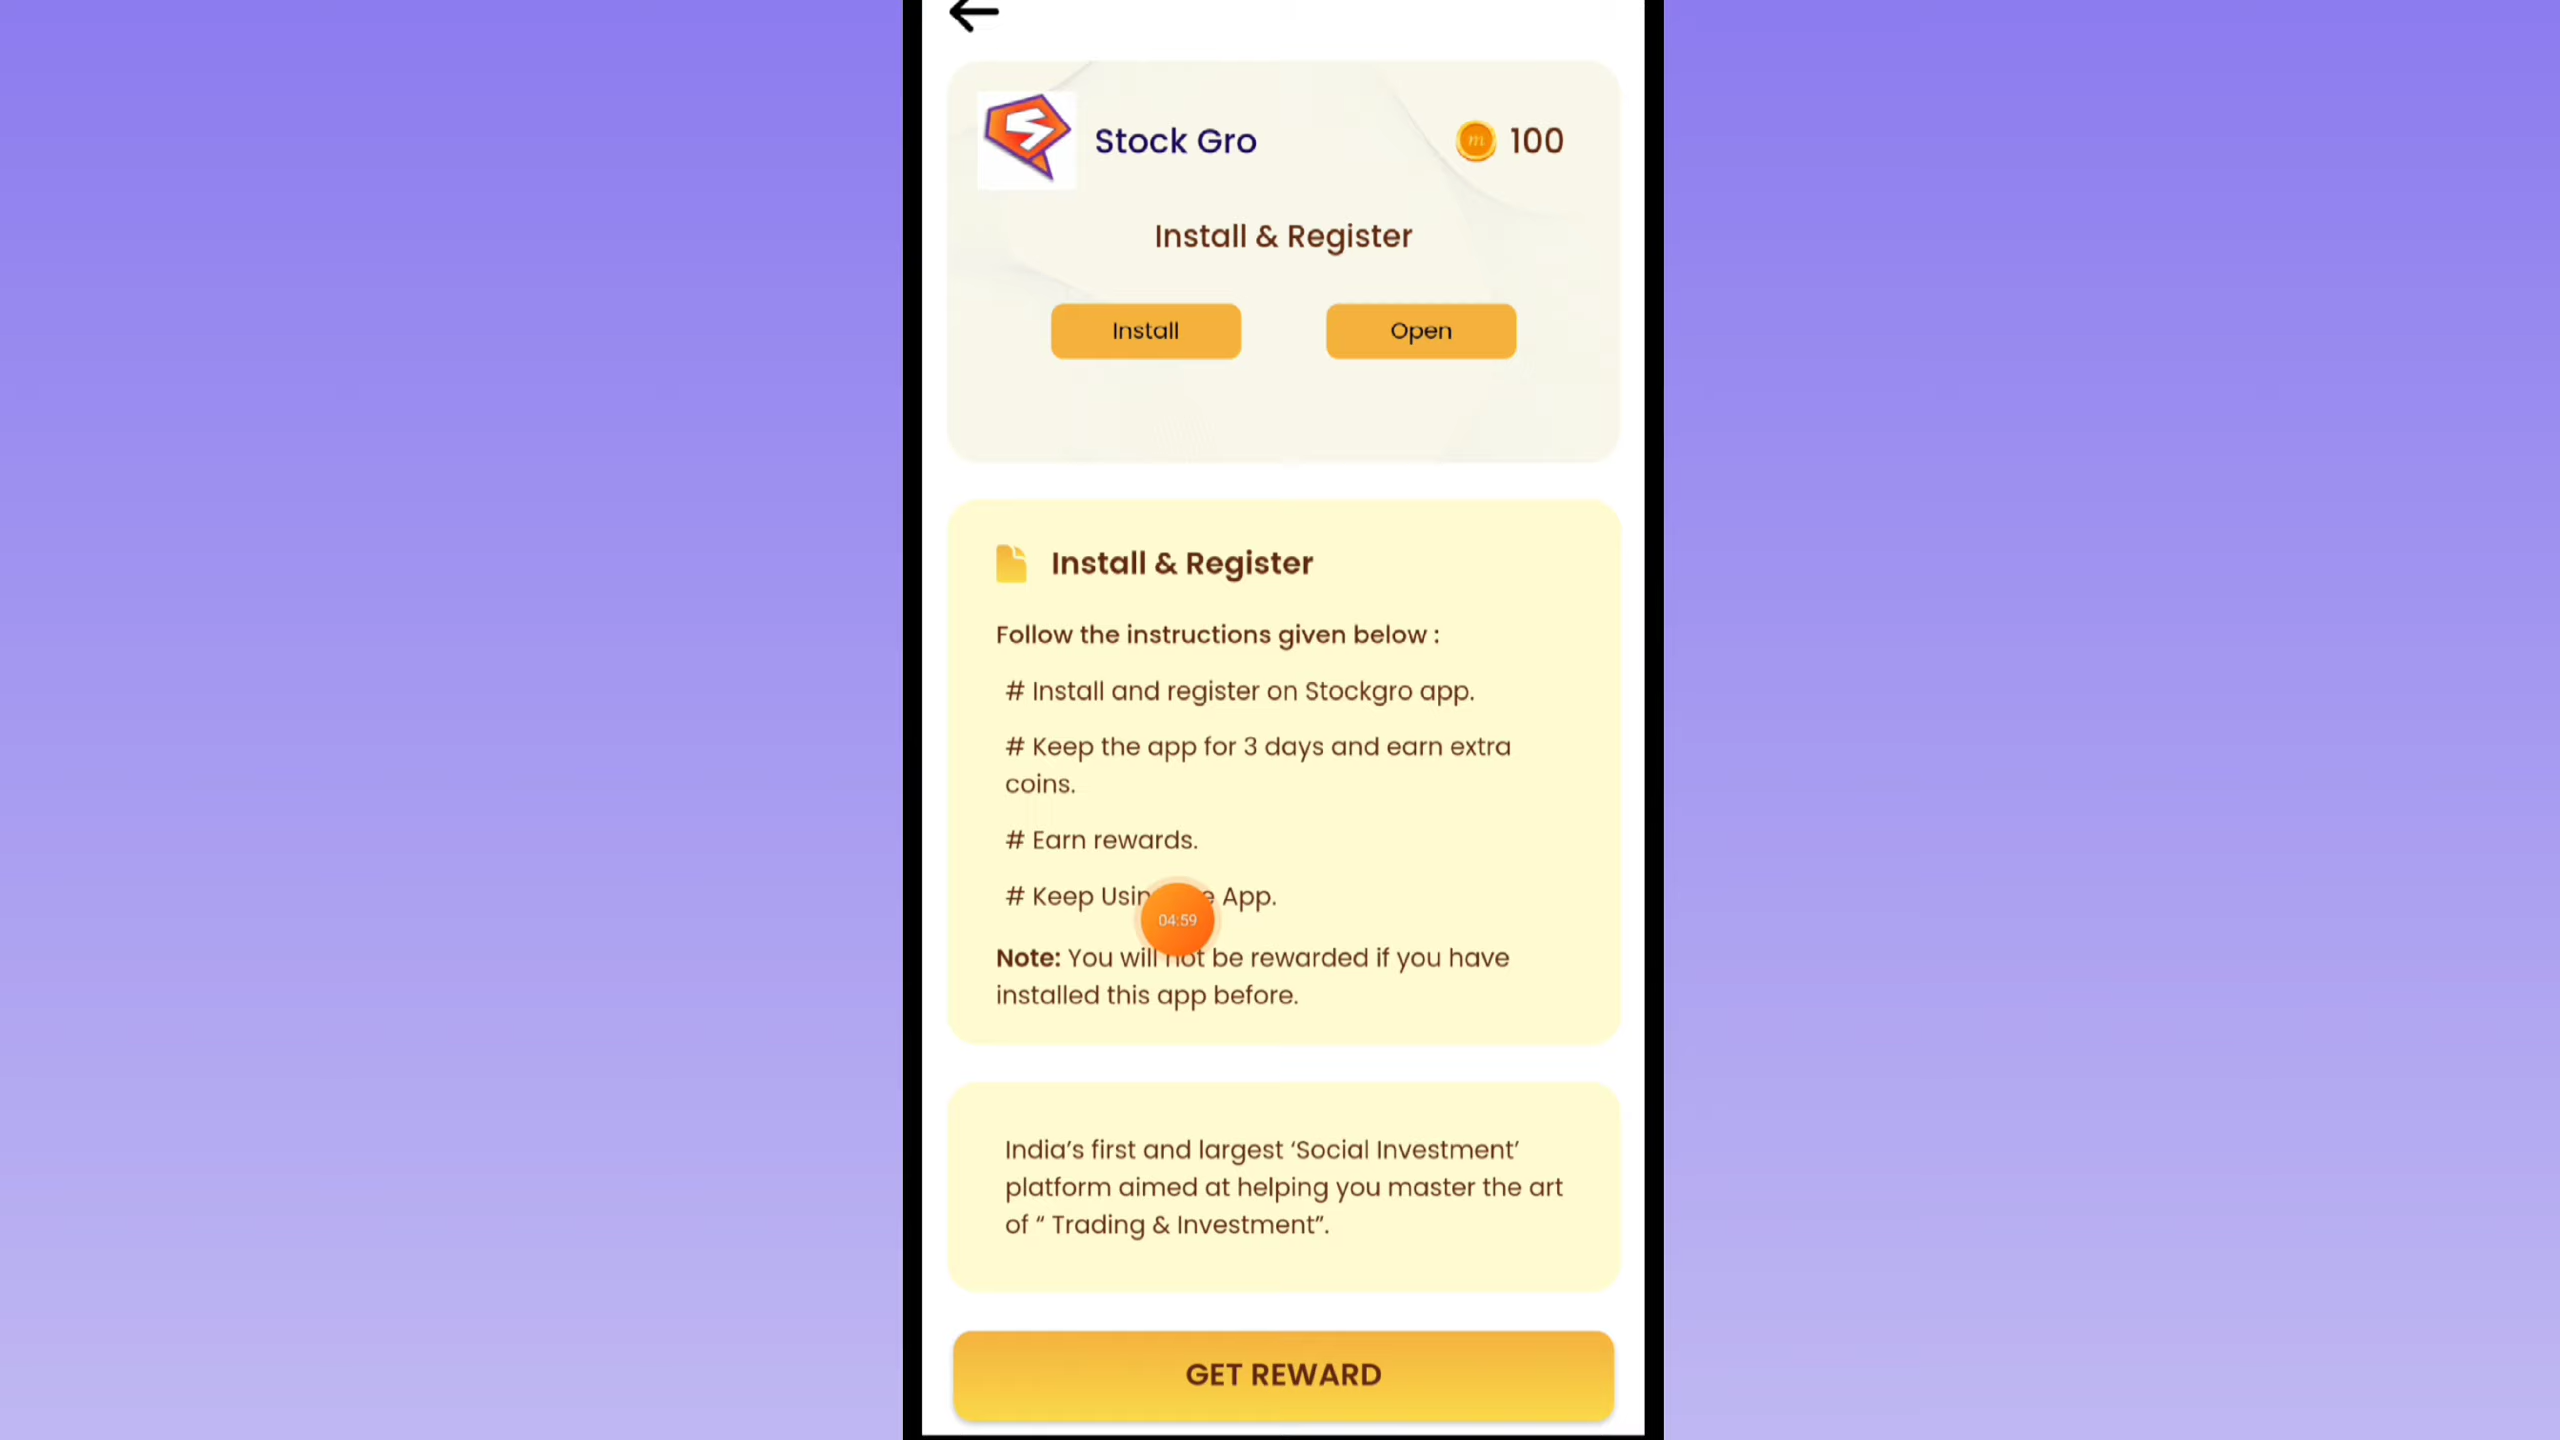 Stock Gro
m 100
Install & Register
Install
Open
Install & Register
Follow the instructions given below :
# Install and register on Stockgro app.
# Keep the app for 3 days and earn extra
coins.
# Earn rewards.
# Keep App.
04:59
Note: You will not be rewarded if you have
installed this app before.
India’s first and largest ‘Social Investment’
platform aimed at helping you master the art
of “ Trading & Investment”.
GET REWARD